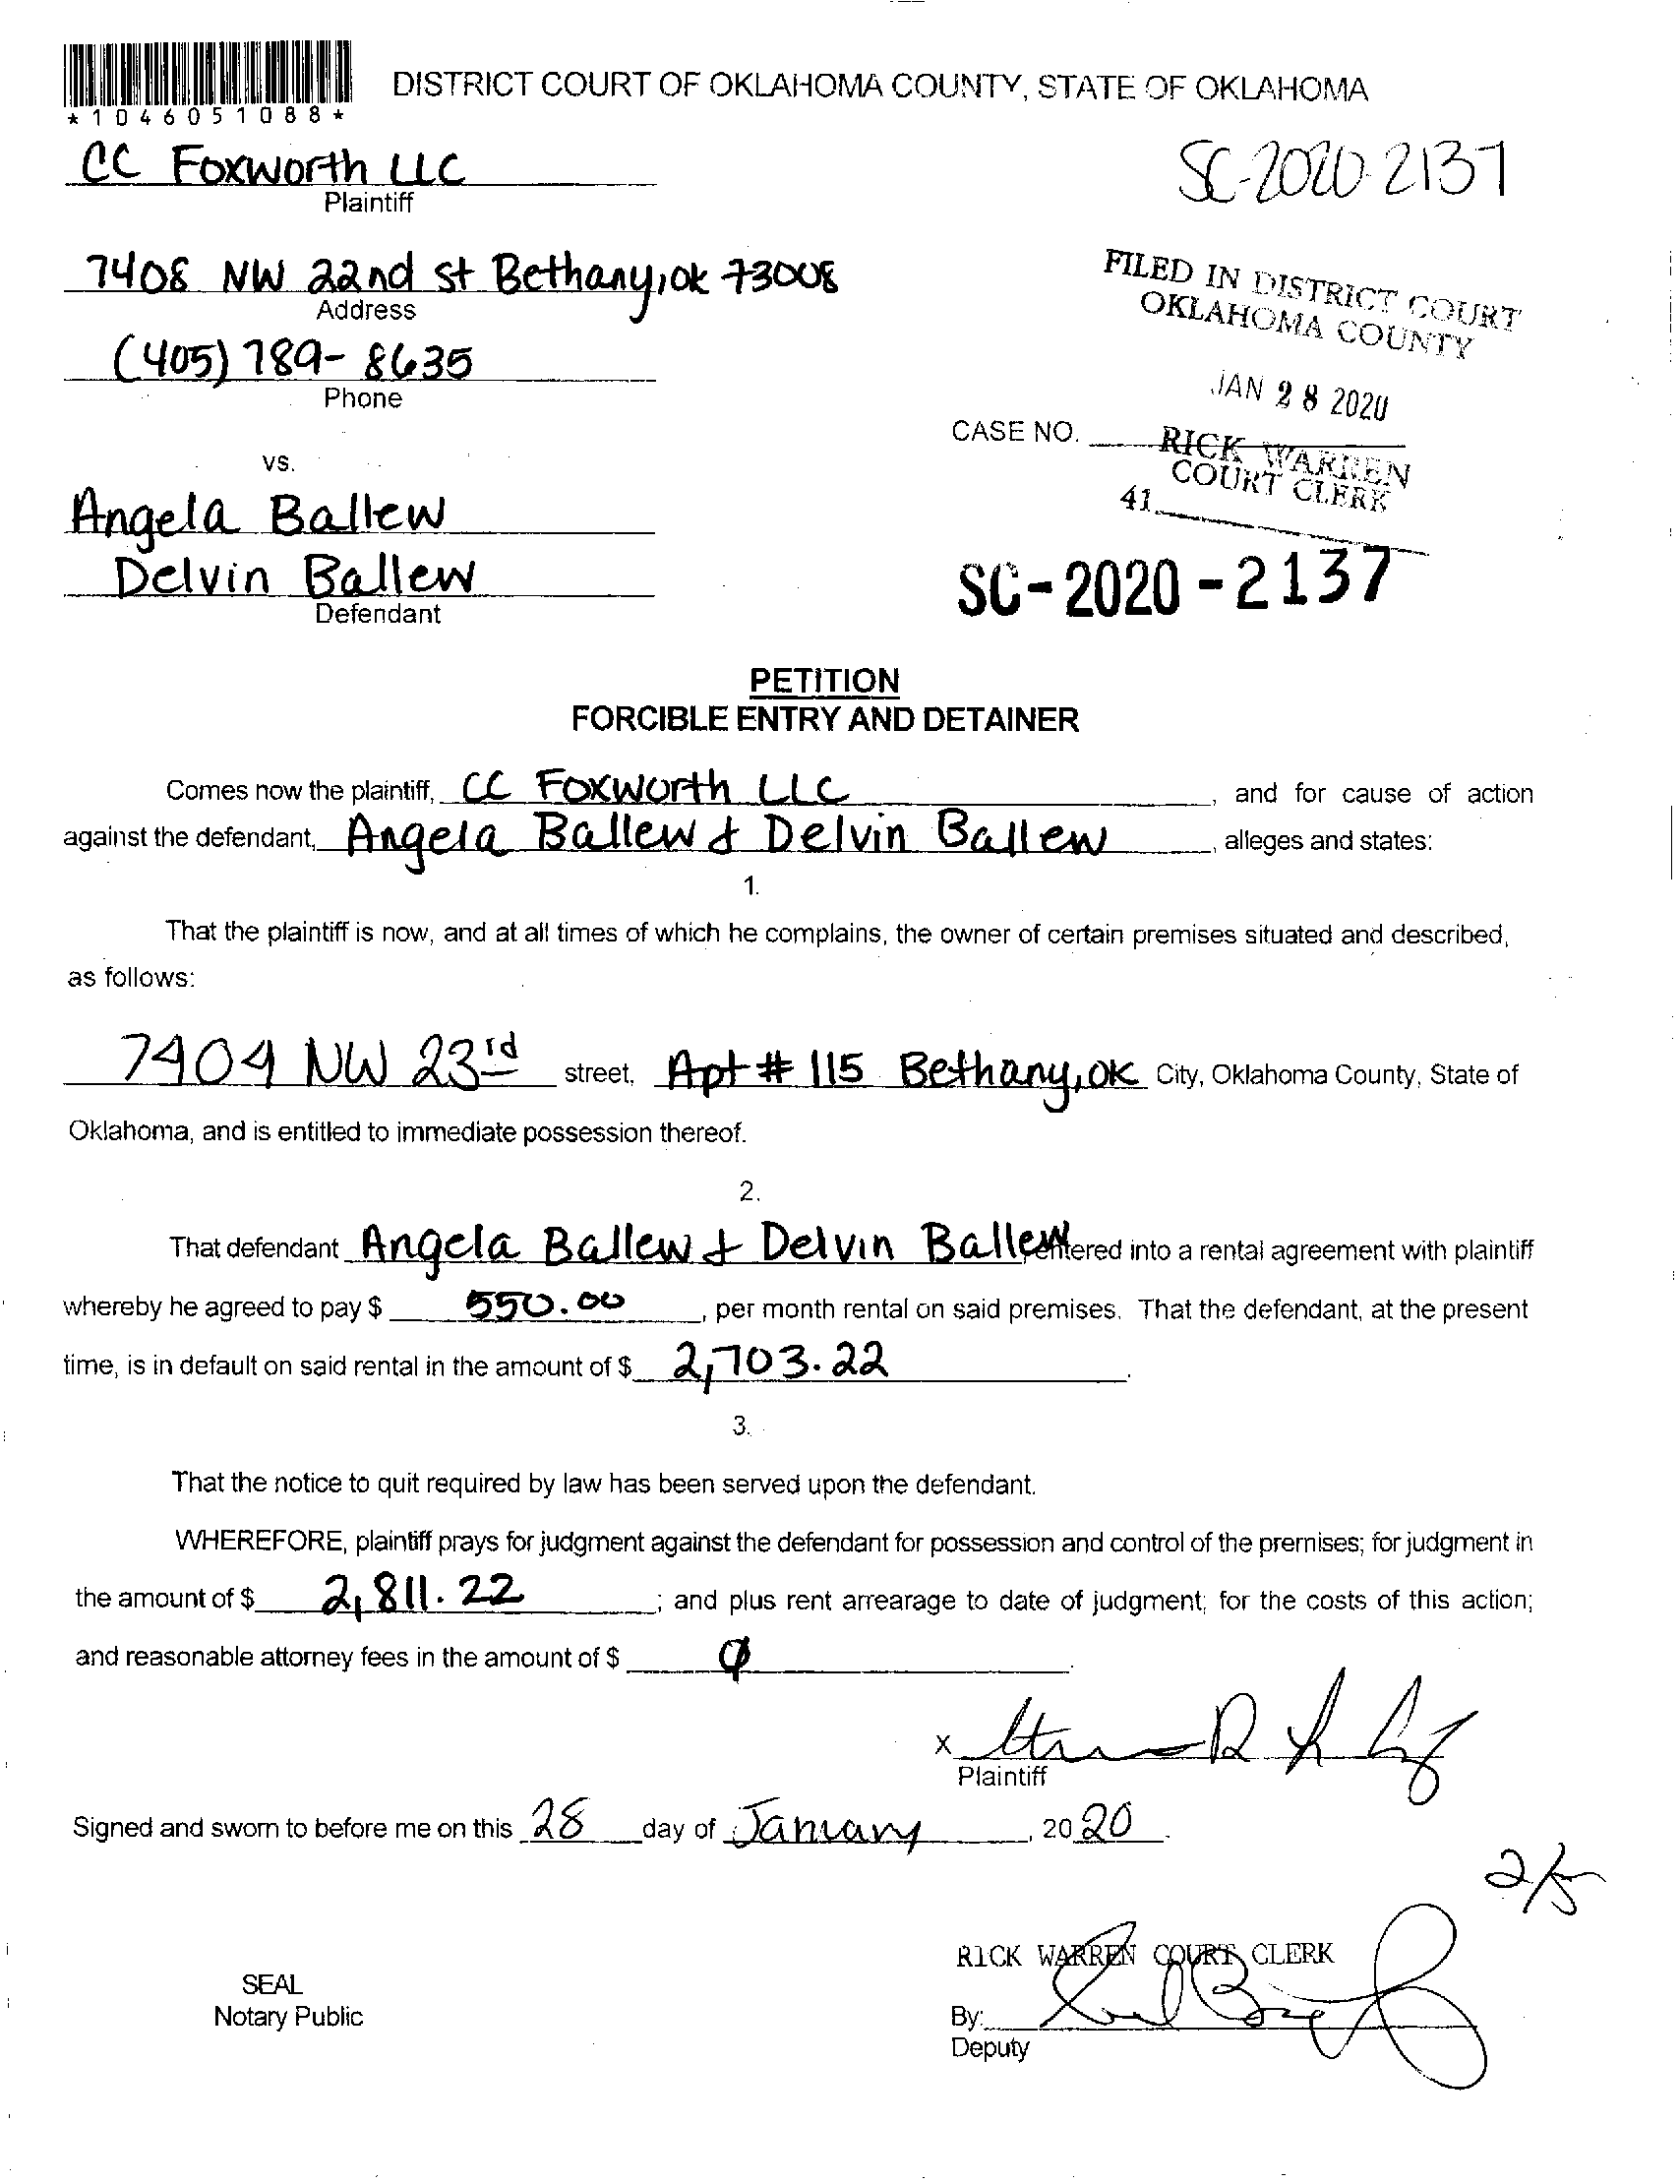 *1046051088*
DISTRICT COURT OF OKLAHOMA COUNTY, STATE OF OKLAHOMA
CC Foxworth LLC
Plaintiff
SC-2020-2137
7408 NW 22nd st Bethany, OK 73008
Address
FILED IN DISTRICT COURT
OKLAHOMA COUNTY
(405) 789-8635
Phone
JAN 28 2020
CASE NO.
RICK WARREN
COURT CLERK
41
vs.
Angela Ballew
Delvin Ballew
Defendant
SC-2020-2137
PETITION
FORCIBLE ENTRY AND DETAINER
Comes now the plaintiff, CC Foxworth LLC, and for cause of action
against the defendant, Angela Ballew & Delvin Ballew, alleges and states:
1.
That the plaintiff is now, and at all times of which he complains, the owner of certain premises situated and described,
as follows:
7404 NW 23rd street, Apt # 115 Bethany, OK City, Oklahoma County, State of
Oklahoma, and is entitled to immediate possession thereof.
2.
That defendant Angela Ballew & Delvin Ballew entered into a rental agreement with plaintiff
whereby he agreed to pay $ 550.00, per month rental on said premises. That the defendant, at the present
time, is in default on said rental in the amount of $ 2,703.22.
3.
That the notice to quit required by law has been served upon the defendant.
WHEREFORE, plaintiff prays for judgment against the defendant for possession and control of the premises; for judgment in
the amount of $ 2,811.22; and plus rent arrearage to date of judgment; for the costs of this action;
and reasonable attorney fees in the amount of $ Ø
x
Plaintiff
Signed and sworn to before me on this 28 day of January, 2020.
2/5
RICK WARREN COURT CLERK
SEAL
Notary Public
By:
Deputy